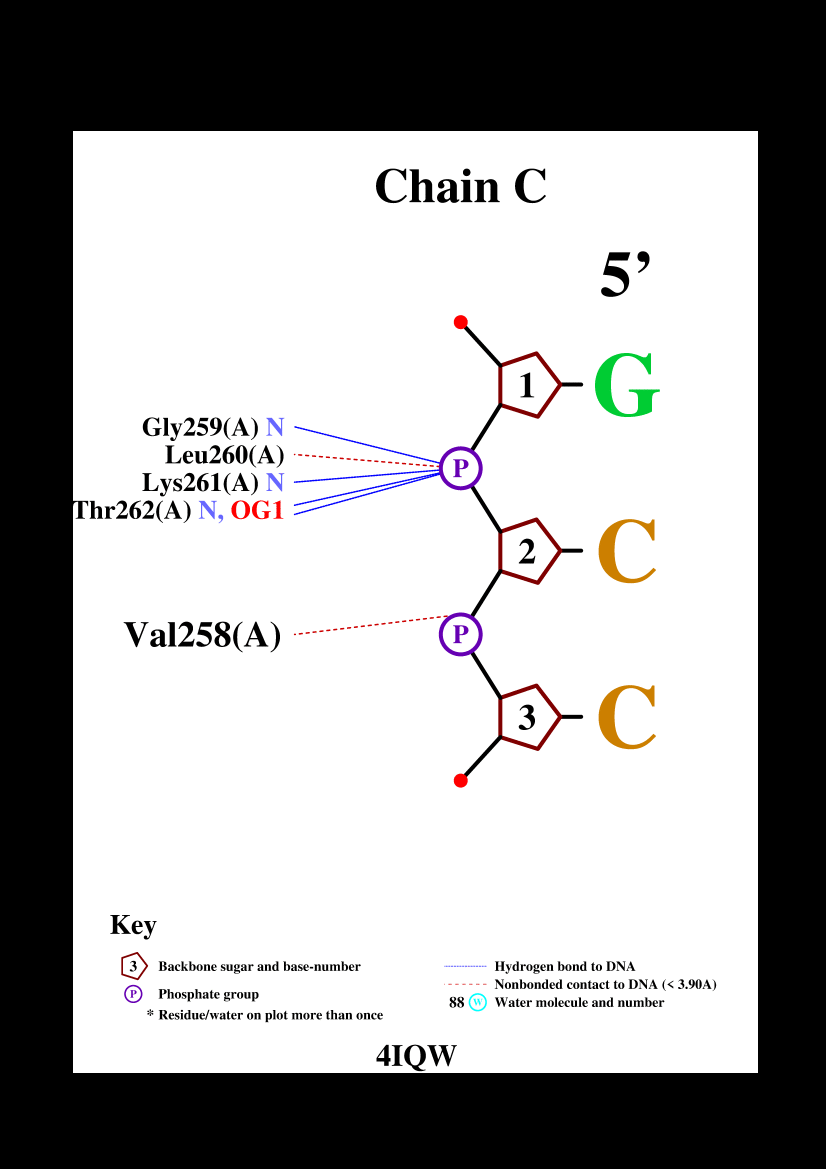 Chain C
5’
1 G
Gly259(A) N
Leu260(A)
P
Lys261(A) N
Thr262(A) N, OG1
2 C
Val258(A) P
3 C
Key
3 Backbone sugar and base-number
P Phosphate group
* Residue/water on plot more than once
Hydrogen bond to DNA
Nonbonded contact to DNA (< 3.90A)
88 W Water molecule and number
4IQW